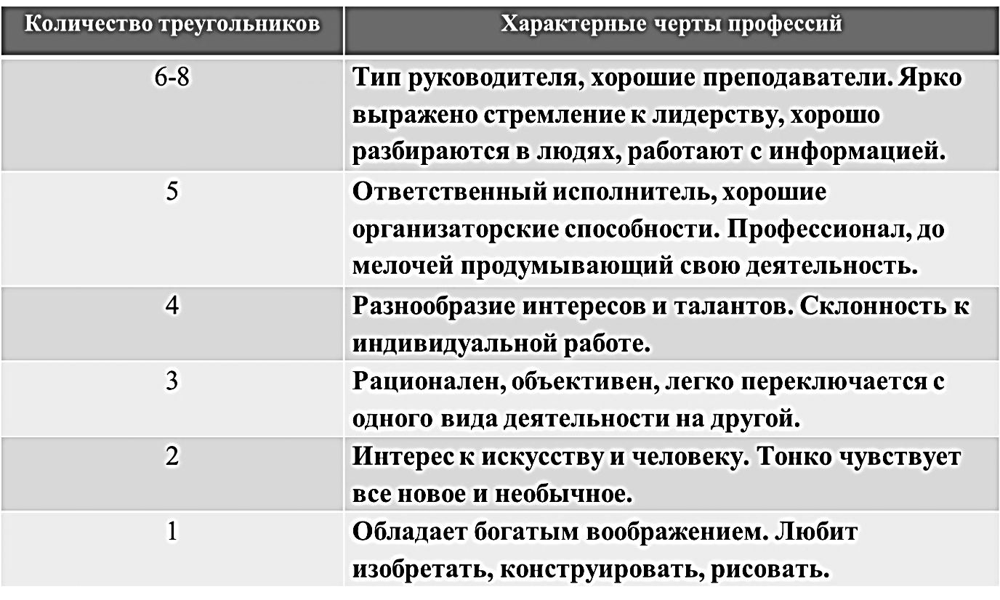 Количество треугольников
Характерные черты профессий
6-8
Тип руководителя, хорошие преподаватели. Ярко
выражено стремление к лидерству, хорошо
разбираются в людях, работают с информацией.
5
Ответственный исполнитель, хорошие
организаторские способности. Профессионал, до
мелочей продумывающий свою деятельность.
4
Разнообразие интересов и талантов. Склонность к
индивидуальной работе.
3
Рационален, объективен, легко переключается с
одного вида деятельности на другой.
2
Интерес к искусству и человеку. Тонко чувствует
все новое и необычное.
1
Обладает богатым воображением. Любит
изобретать, конструировать, рисовать.